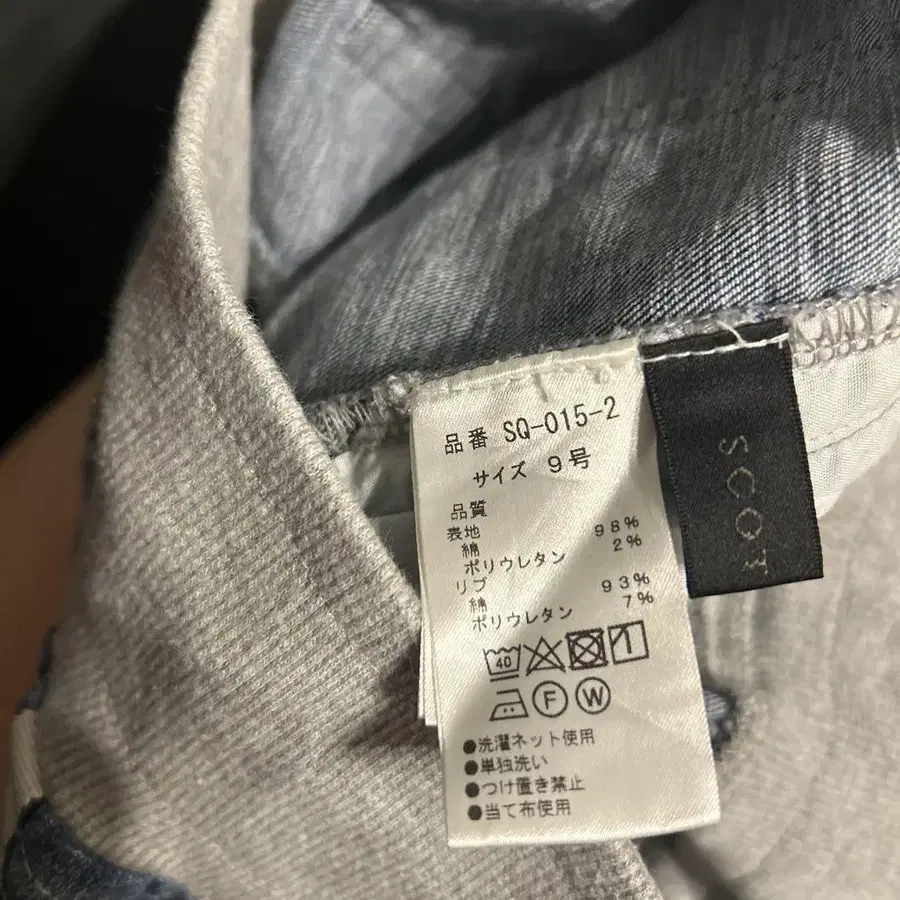 品番 SQ-015-2
サイズ 9号
品質
表地
綿 98%
ポリウレタン 2%
リブ
綿 93%
ポリウレタン 7%
40
F W
●洗濯ネット使用
●単独洗い
●つけ置き禁止
●当て布使用
SCOT